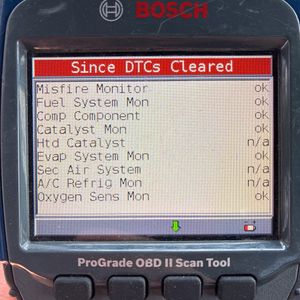 BOSCH
Since DTCs Cleared
Misfire Monitor ok
Fuel System Mon ok
Comp Component ok
Catalyst Mon ok
Htd Catalyst n/a
Evap System Mon ok
Sec Air System n/a
A/C Refrig Mon n/a
Oxygen Sens Mon ok
ProGrade OBD II Scan Tool